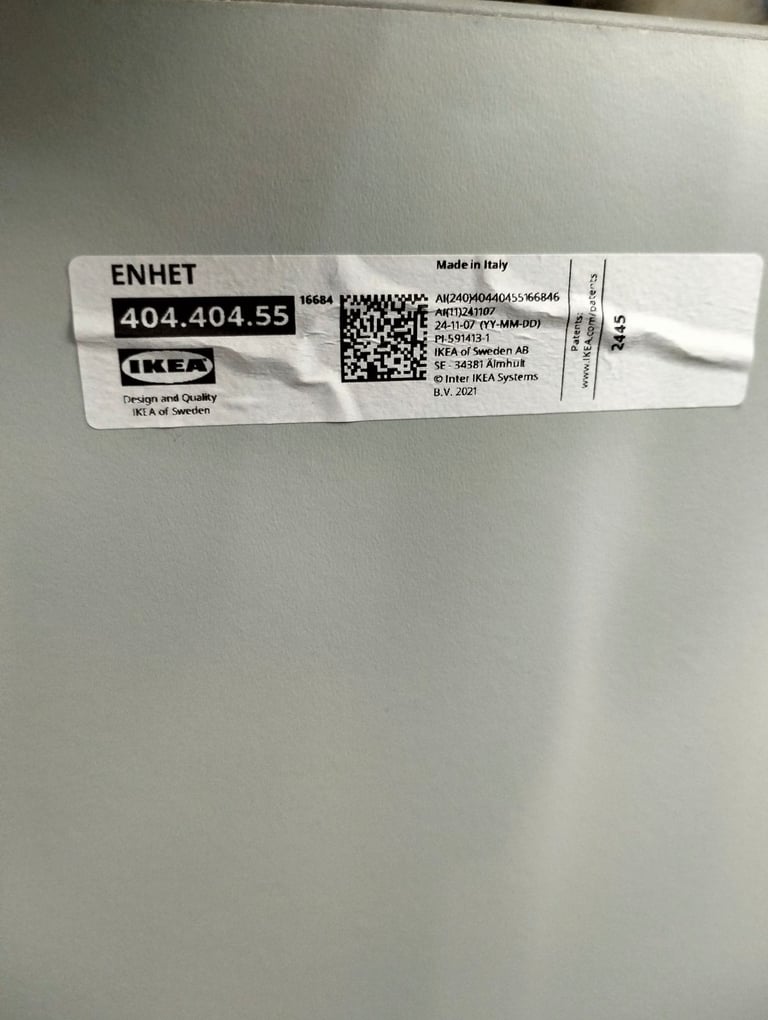 ENHET
404.404.55
16684
IKEA
Design and Quality
IKEA of Sweden
Made in Italy
AI(240)40440455166846
AI(11)241107
24-11-07 (YY-MM-DD)
PI-591413-1
IKEA of Sweden AB
SE - 34381 Älmhult
© Inter IKEA Systems
B.V. 2021
Patents:
www.IKEA.com/patents
2445